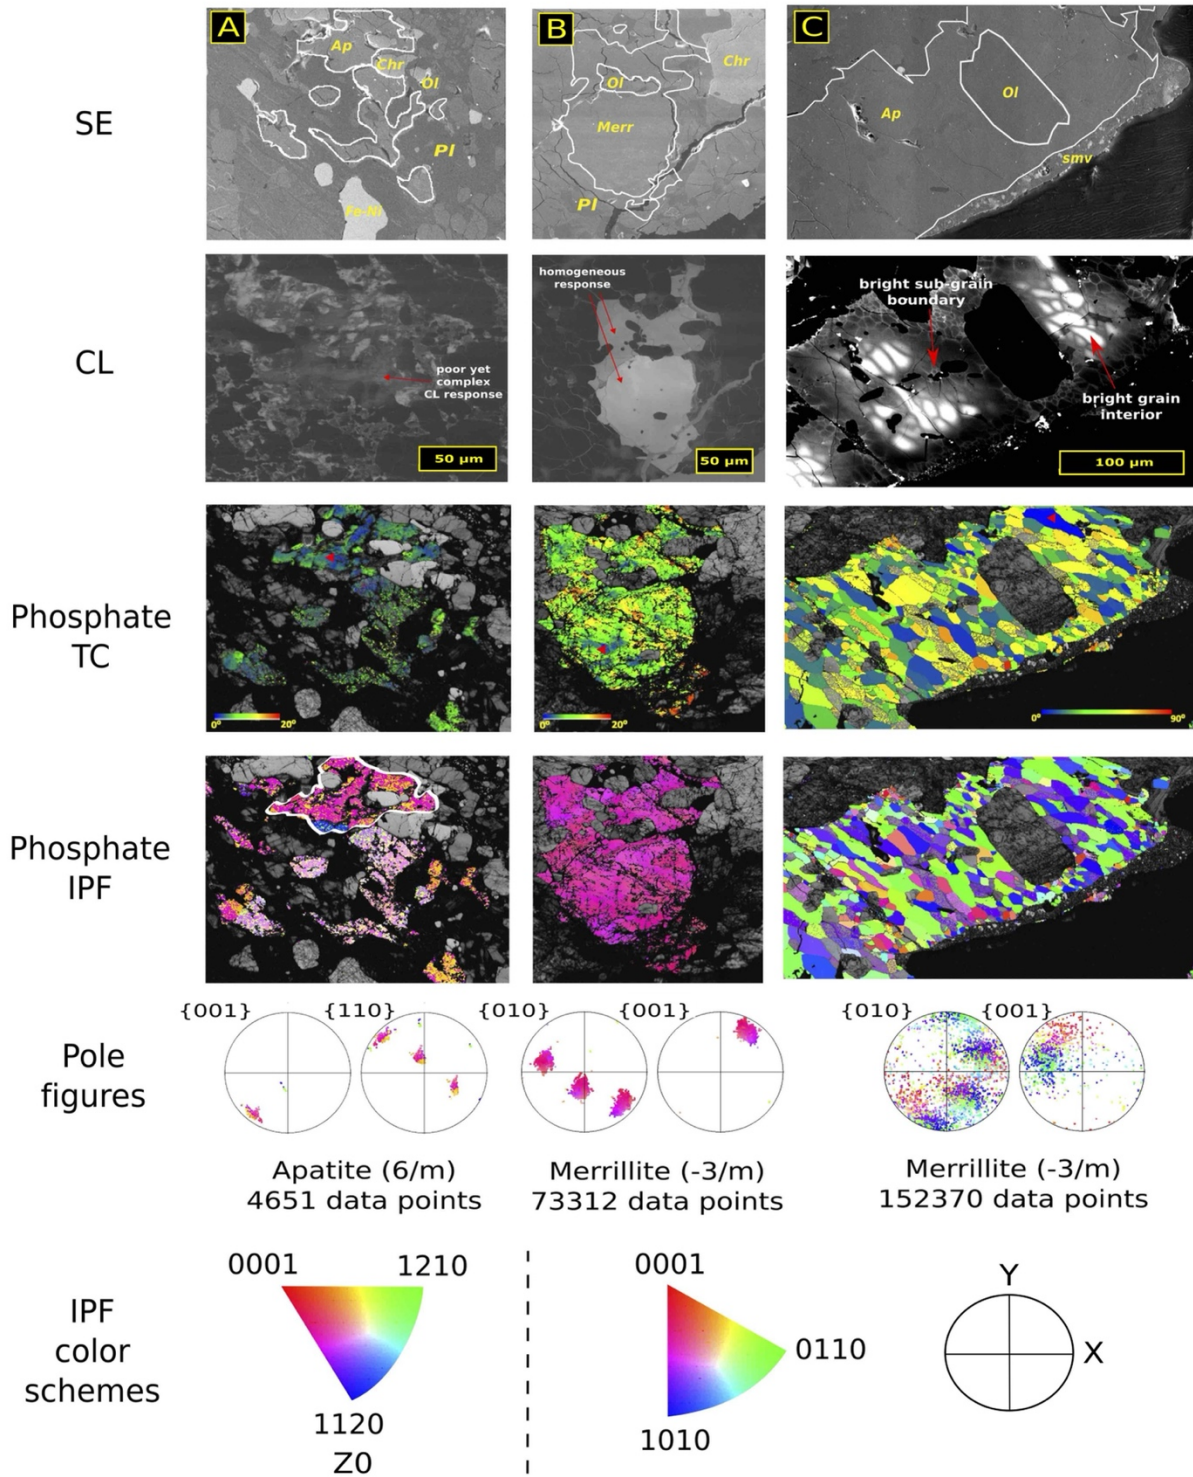 A
B
C
SE
Ap
Chr
Ol
Pl
Fe-Ni
Ol
Chr
Merr
Pl
Ap
Ol
smv
CL
poor yet
complex
CL response
50 µm
homogeneous
response
50 µm
bright sub-grain
boundary
bright grain
interior
100 µm
Phosphate
TC
0°
20°
0°
20°
0°
90°
Phosphate
IPF
Pole
figures
{001}
{110}
{010}
{001}
{010}
{001}
Apatite (6/m)
4651 data points
Merrillite (-3/m)
73312 data points
Merrillite (-3/m)
152370 data points
IPF
color
schemes
0001
1210
1120
Z0
0001
0110
1010
Y
X